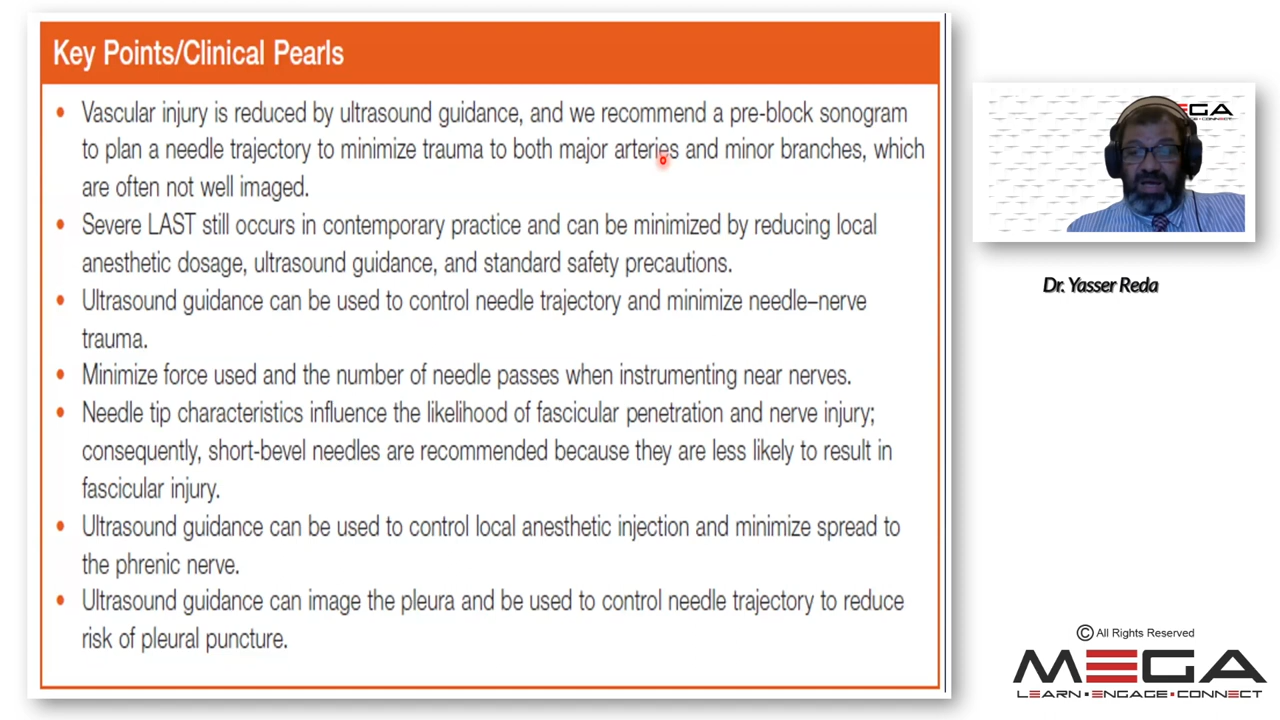 Key Points/Clinical Pearls
• Vascular injury is reduced by ultrasound guidance, and we recommend a pre-block sonogram
to plan a needle trajectory to minimize trauma to both major arteries and minor branches, which
are often not well imaged.
• Severe LAST still occurs in contemporary practice and can be minimized by reducing local
anesthetic dosage, ultrasound guidance, and standard safety precautions.
• Ultrasound guidance can be used to control needle trajectory and minimize needle–nerve
trauma.
• Minimize force used and the number of needle passes when instrumenting near nerves.
• Needle tip characteristics influence the likelihood of fascicular penetration and nerve injury;
consequently, short-bevel needles are recommended because they are less likely to result in
fascicular injury.
• Ultrasound guidance can be used to control local anesthetic injection and minimize spread to
the phrenic nerve.
• Ultrasound guidance can image the pleura and be used to control needle trajectory to reduce
risk of pleural puncture.
Dr. Yasser Reda
© All Rights Reserved
MEGA
LEARN • ENGAGE • CONNECT